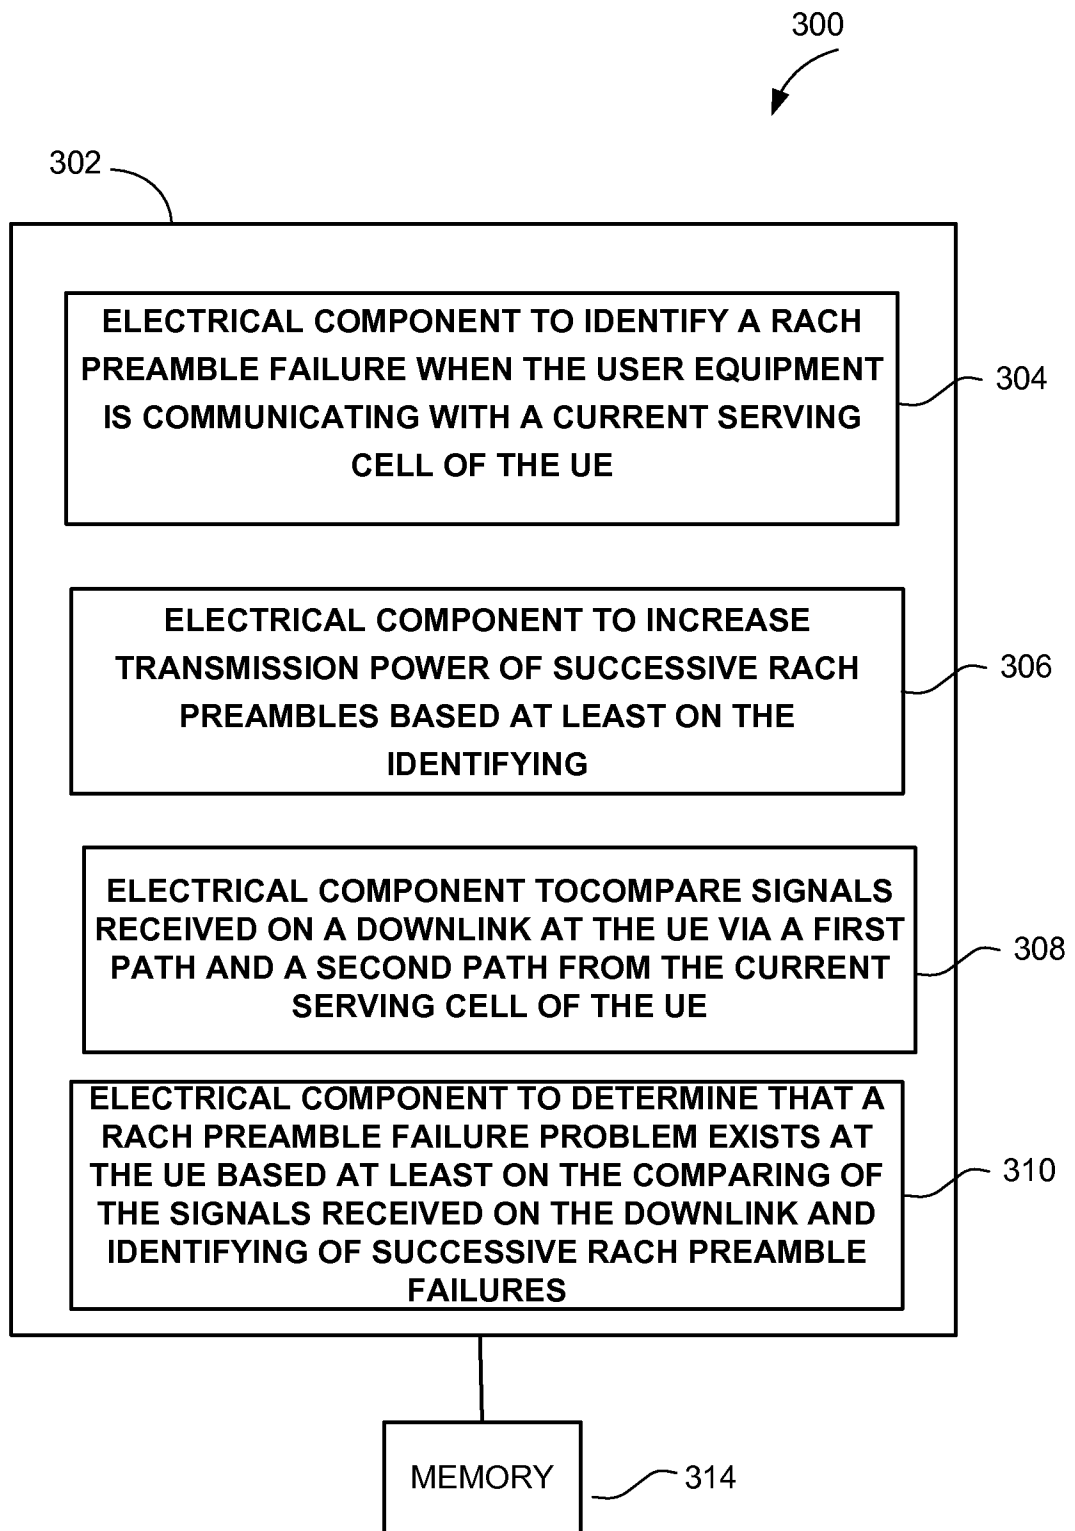 300
302
ELECTRICAL COMPONENT TO IDENTIFY A RACH
PREAMBLE FAILURE WHEN THE USER EQUIPMENT
IS COMMUNICATING WITH A CURRENT SERVING
CELL OF THE UE
304
ELECTRICAL COMPONENT TO INCREASE
TRANSMISSION POWER OF SUCCESSIVE RACH
PREAMBLES BASED AT LEAST ON THE
IDENTIFYING
306
ELECTRICAL COMPONENT TOCOMPARE SIGNALS
RECEIVED ON A DOWNLINK AT THE UE VIA A FIRST
PATH AND A SECOND PATH FROM THE CURRENT
SERVING CELL OF THE UE
308
ELECTRICAL COMPONENT TO DETERMINE THAT A
RACH PREAMBLE FAILURE PROBLEM EXISTS AT
THE UE BASED AT LEAST ON THE COMPARING OF
THE SIGNALS RECEIVED ON THE DOWNLINK AND
IDENTIFYING OF SUCCESSIVE RACH PREAMBLE
FAILURES
310
MEMORY
314